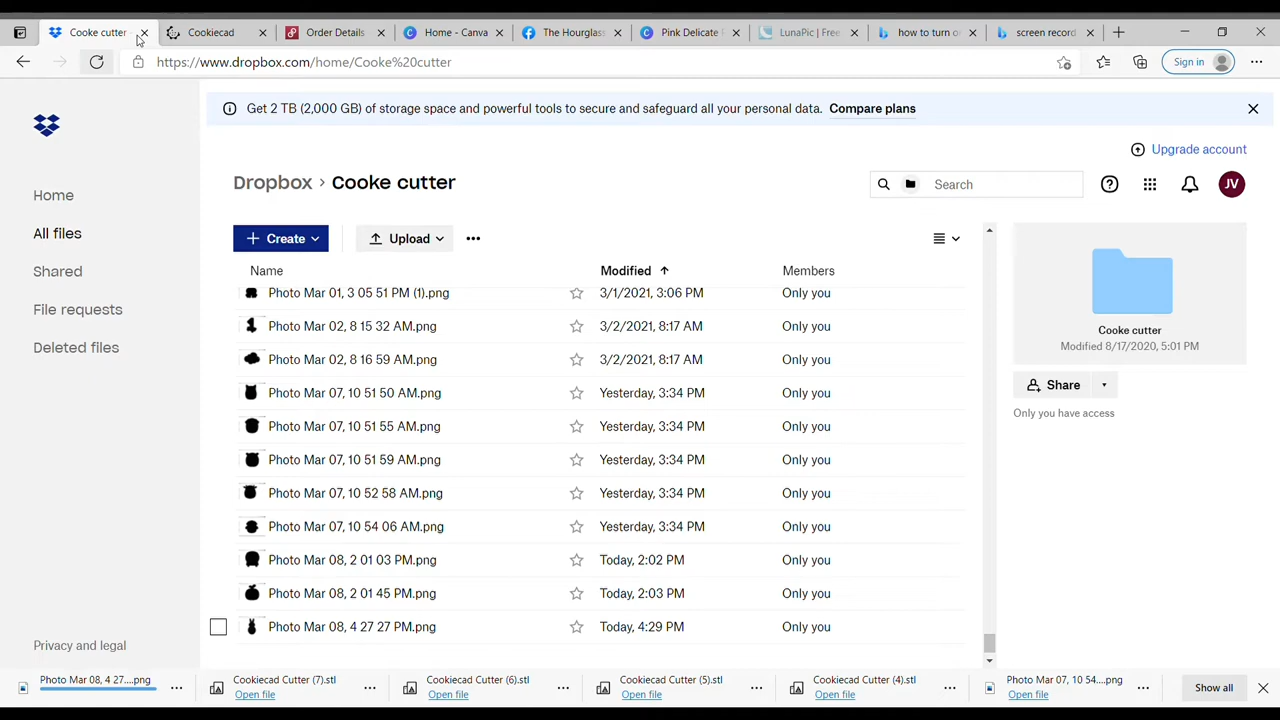 Cooke cutter
Cookiecad
Order Details
Home - Canva
The Hourglass
Pink Delicate
LunaPic | Free
how to turn o
screen record
https://www.dropbox.com/home/Cooke%20cutter
Sign in
Get 2 TB (2,000 GB) of storage space and powerful tools to secure and safeguard all your personal data. Compare plans
Upgrade account
Dropbox › Cooke cutter
Search
JV
Home
All files
Shared
File requests
Deleted files
Create
Upload
Name Modified Members
Photo Mar 01, 3 05 51 PM (1).png 3/1/2021, 3:06 PM Only you
Photo Mar 02, 8 15 32 AM.png 3/2/2021, 8:17 AM Only you
Photo Mar 02, 8 16 59 AM.png 3/2/2021, 8:17 AM Only you
Photo Mar 07, 10 51 50 AM.png Yesterday, 3:34 PM Only you
Photo Mar 07, 10 51 55 AM.png Yesterday, 3:34 PM Only you
Photo Mar 07, 10 51 59 AM.png Yesterday, 3:34 PM Only you
Photo Mar 07, 10 52 58 AM.png Yesterday, 3:34 PM Only you
Photo Mar 07, 10 54 06 AM.png Yesterday, 3:34 PM Only you
Photo Mar 08, 2 01 03 PM.png Today, 2:02 PM Only you
Photo Mar 08, 2 01 45 PM.png Today, 2:03 PM Only you
Photo Mar 08, 4 27 27 PM.png Today, 4:29 PM Only you
Cooke cutter
Modified 8/17/2020, 5:01 PM
Share
Only you have access
Privacy and legal
Photo Mar 08, 4 27....png
Cookiecad Cutter (7).stl
Open file
Cookiecad Cutter (6).stl
Open file
Cookiecad Cutter (5).stl
Open file
Cookiecad Cutter (4).stl
Open file
Photo Mar 07, 10 54....png
Open file
Show all